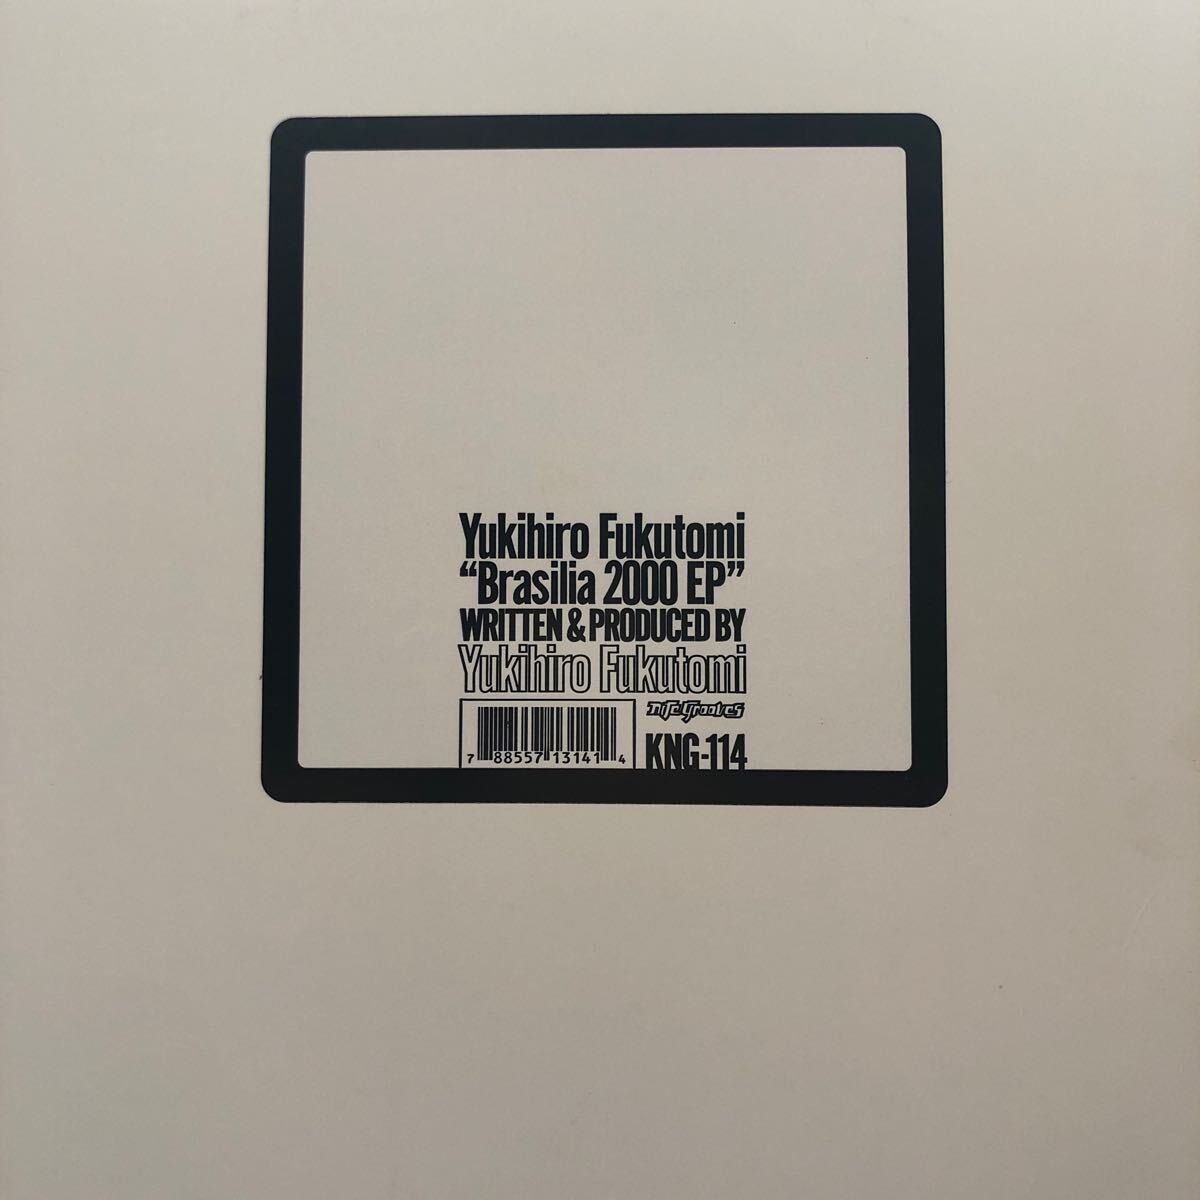 Yukihiro Fukutomi
“Brasilia 2000 EP”
WRITTEN & PRODUCED BY
Yukihiro Fukutomi
nite grooves
KNG-114
7 88557 13141 4